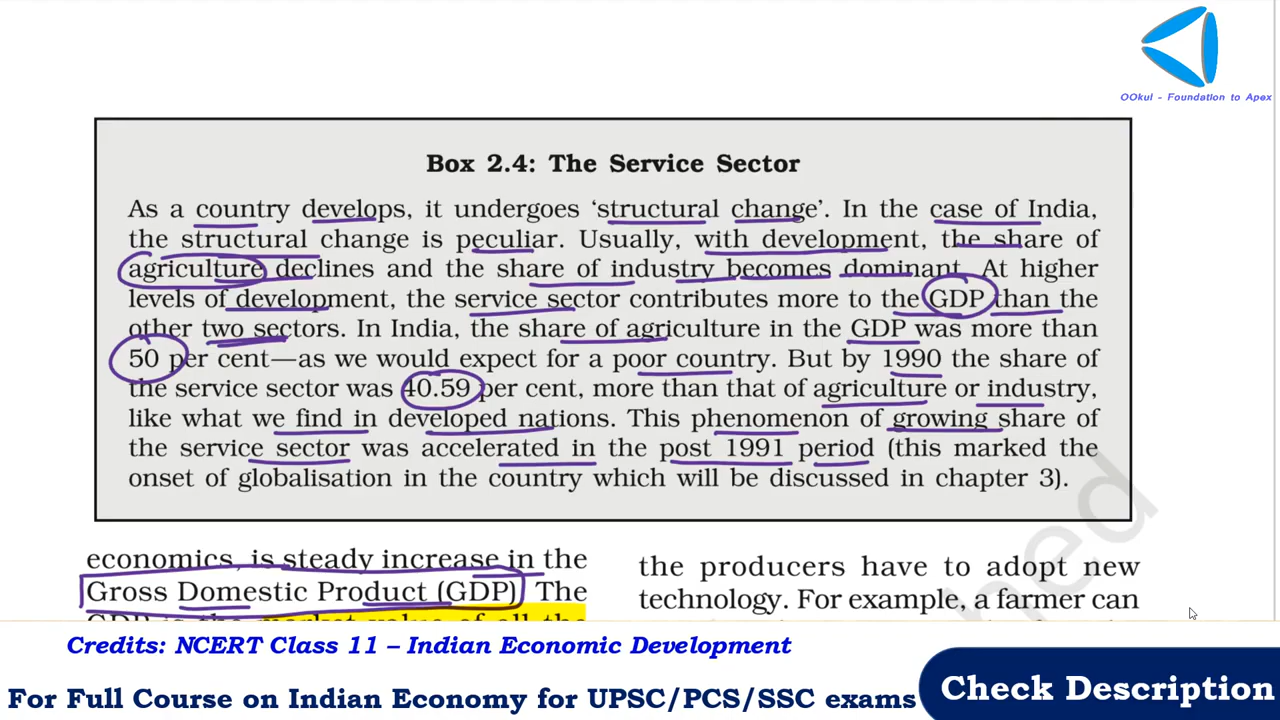 OOkul - Foundation to Apex
Box 2.4: The Service Sector
As a country develops, it undergoes ‘structural change’. In the case of India,
the structural change is peculiar. Usually, with development, the share of
agriculture declines and the share of industry becomes dominant. At higher
levels of development, the service sector contributes more to the GDP than the
other two sectors. In India, the share of agriculture in the GDP was more than
50 per cent—as we would expect for a poor country. But by 1990 the share of
the service sector was 40.59 per cent, more than that of agriculture or industry,
like what we find in developed nations. This phenomenon of growing share of
the service sector was accelerated in the post 1991 period (this marked the
onset of globalisation in the country which will be discussed in chapter 3).
economics, is steady increase in the
Gross Domestic Product (GDP). The
GDP is the market value of all the
the producers have to adopt new
technology. For example, a farmer can
Credits: NCERT Class 11 – Indian Economic Development
For Full Course on Indian Economy for UPSC/PCS/SSC exams
Check Description